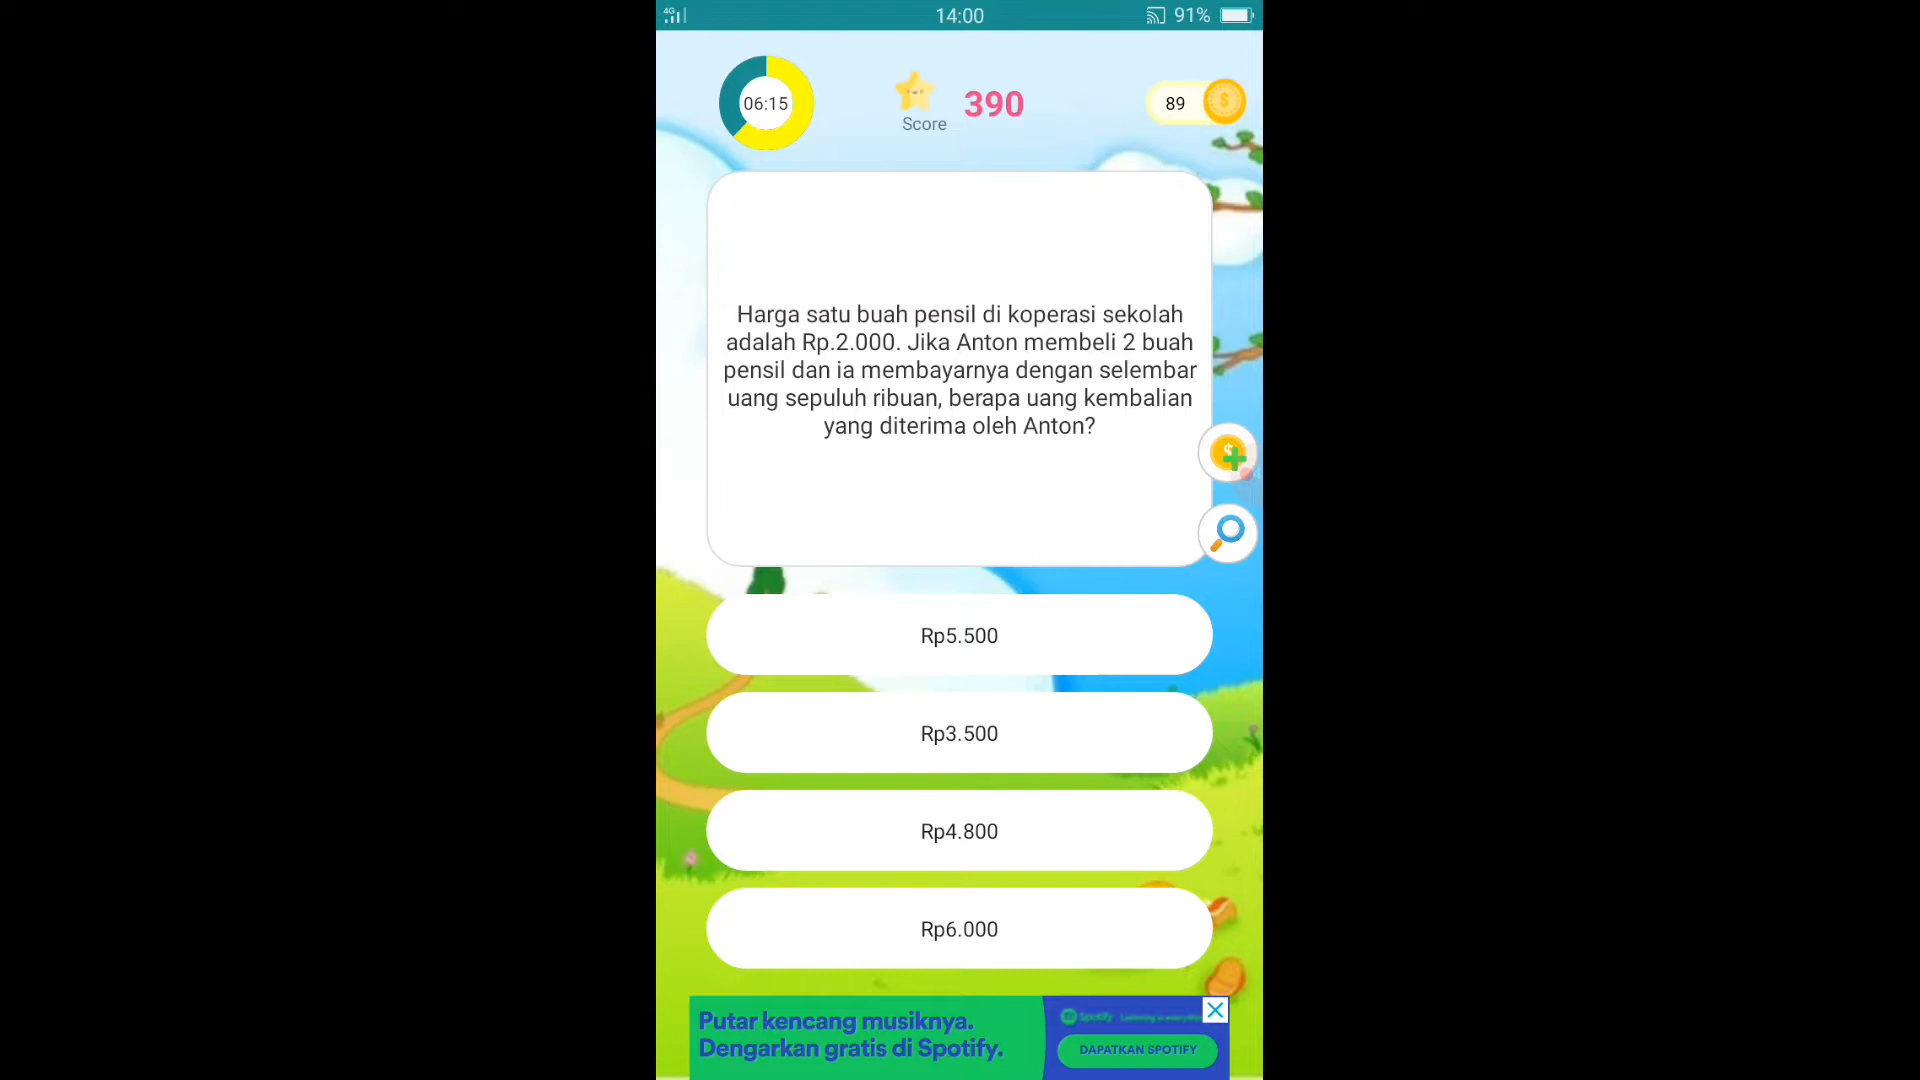 4G 14:00 91%
06:15 Score 390 89
Harga satu buah pensil di koperasi sekolah
adalah Rp.2.000. Jika Anton membeli 2 buah
pensil dan ia membayarnya dengan selembar
uang sepuluh ribuan, berapa uang kembalian
yang diterima oleh Anton?
Rp5.500
Rp3.500
Rp4.800
Rp6.000
Putar kencang musiknya.
Dengarkan gratis di Spotify.
Spotify
DAPATKAN SPOTIFY